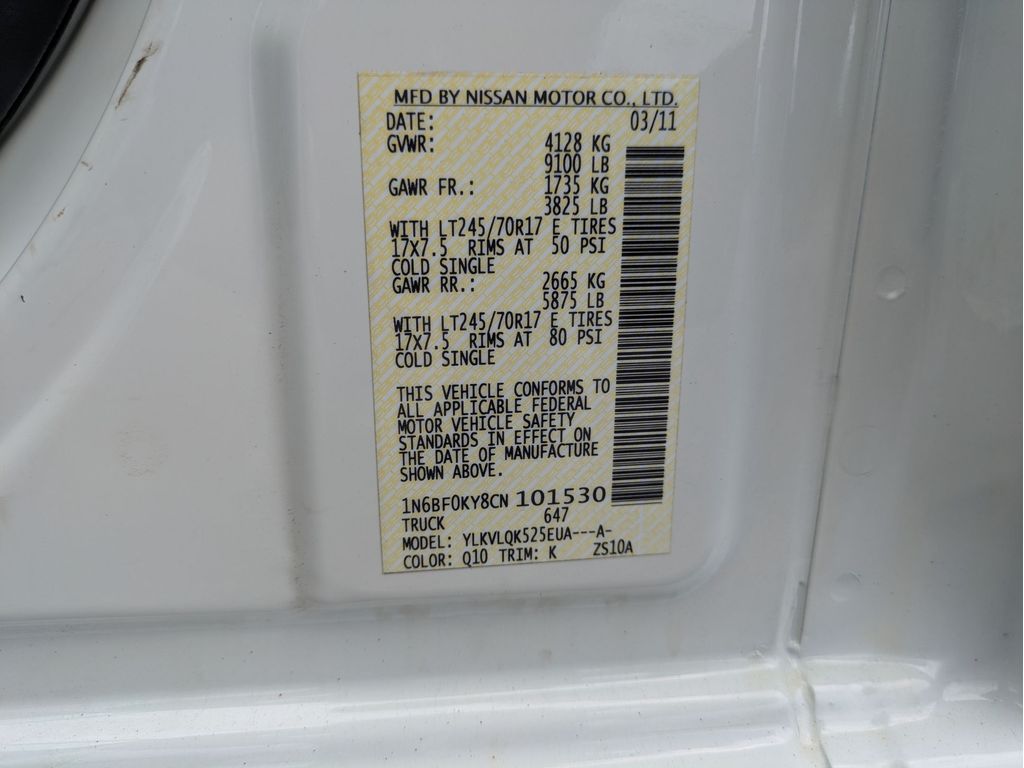 MFD BY NISSAN MOTOR CO., LTD.
DATE: 03/11
GVWR: 4128 KG
9100 LB
GAWR FR.: 1735 KG
3825 LB
WITH LT245/70R17 E TIRES
17X7.5 RIMS AT 50 PSI
COLD SINGLE
GAWR RR.: 2665 KG
5875 LB
WITH LT245/70R17 E TIRES
17X7.5 RIMS AT 80 PSI
COLD SINGLE
THIS VEHICLE CONFORMS TO
ALL APPLICABLE FEDERAL
MOTOR VEHICLE SAFETY
STANDARDS IN EFFECT ON
THE DATE OF MANUFACTURE
SHOWN ABOVE.
1N6BF0KY8CN 101530
TRUCK 647
MODEL: YLKVLQK525EUA---A-
COLOR: Q10 TRIM: K ZS10A